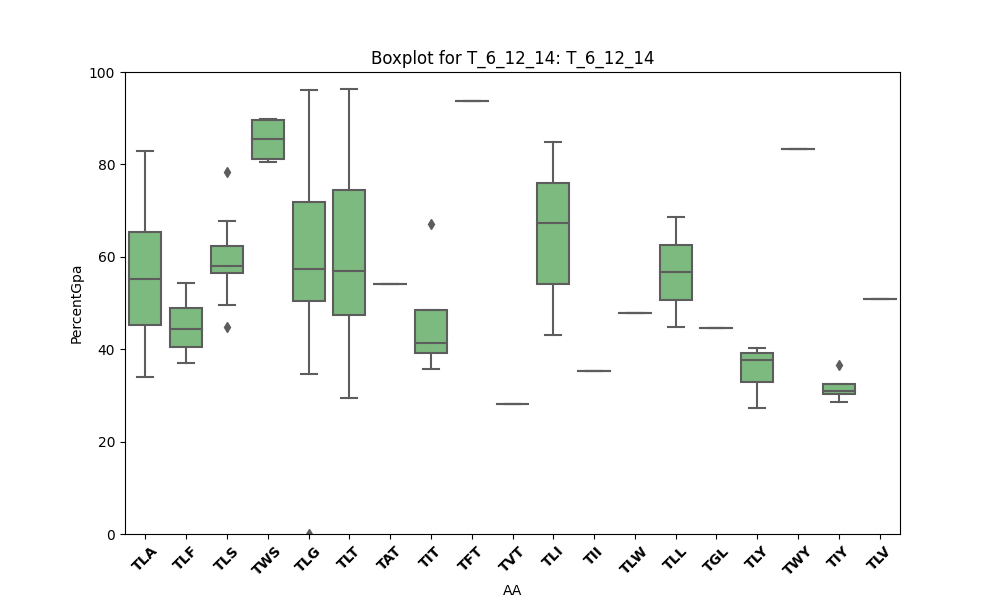 Boxplot for T_6_12_14: T_6_12_14
100
80
60
40
20
0
PercentGpa
TLA TLF TLS TWS TLG TLT TAT TIT TFT TVT TLI TII TLW TLL TGL TLY TWY TIY TLV
AA